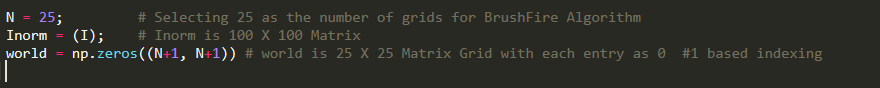 N = 25;          # Selecting 25 as the number of grids for BrushFire Algorithm
Inorm = (I);    # Inorm is 100 X 100 Matrix
world = np.zeros((N+1, N+1)) # world is 25 X 25 Matrix Grid with each entry as 0  #1 based indexing